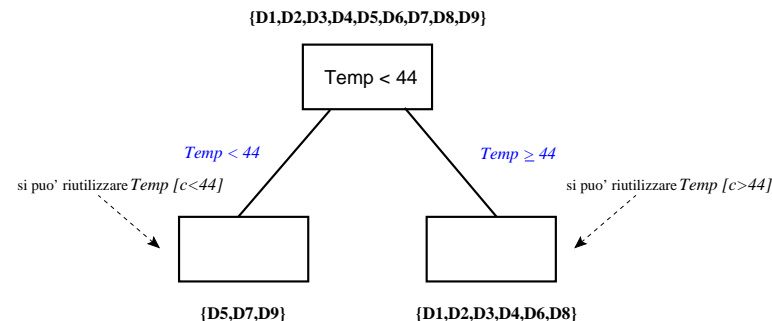 {D1,D2,D3,D4,D5,D6,D7,D8,D9}
Temp < 44
Temp < 44
Temp ≥ 44
si puo' riutilizzare Temp [c<44]
si puo' riutilizzare Temp [c>44]
{D5,D7,D9}
{D1,D2,D3,D4,D6,D8}